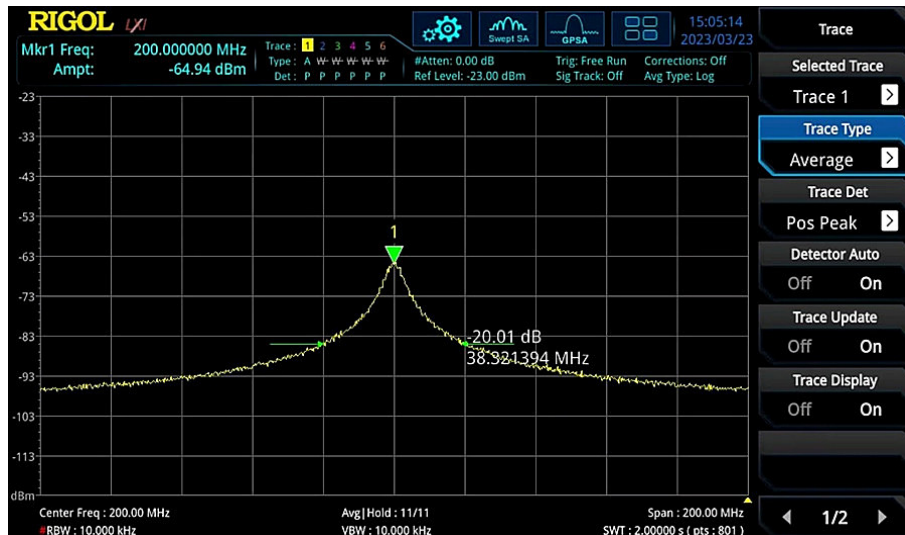 RIGOL LXI
Mkr1 Freq: 200.000000 MHz
Ampt: -64.94 dBm
Trace : 1 2 3 4 5 6
Type : A W W W W W
Det : P P P P P P
Swept SA
GPSA
15:05:14
2023/03/23
#Atten: 0.00 dB Trig: Free Run Corrections: Off
Ref Level: -23.00 dBm Sig Track: Off Avg Type: Log
Trace
Selected Trace
Trace 1
Trace Type
Average
Trace Det
Pos Peak
Detector Auto
Off On
Trace Update
Off On
Trace Display
Off On
1/2
-23
-33
-43
-53
1
-63
-73
-83
-20.01 dB
38.321394 MHz
-93
-103
-113
dBm
Center Freq : 200.00 MHz Avg|Hold : 11/11 Span : 200.00 MHz
#RBW : 10.000 kHz VBW : 10.000 kHz SWT : 2.00000 s ( pts : 801 )